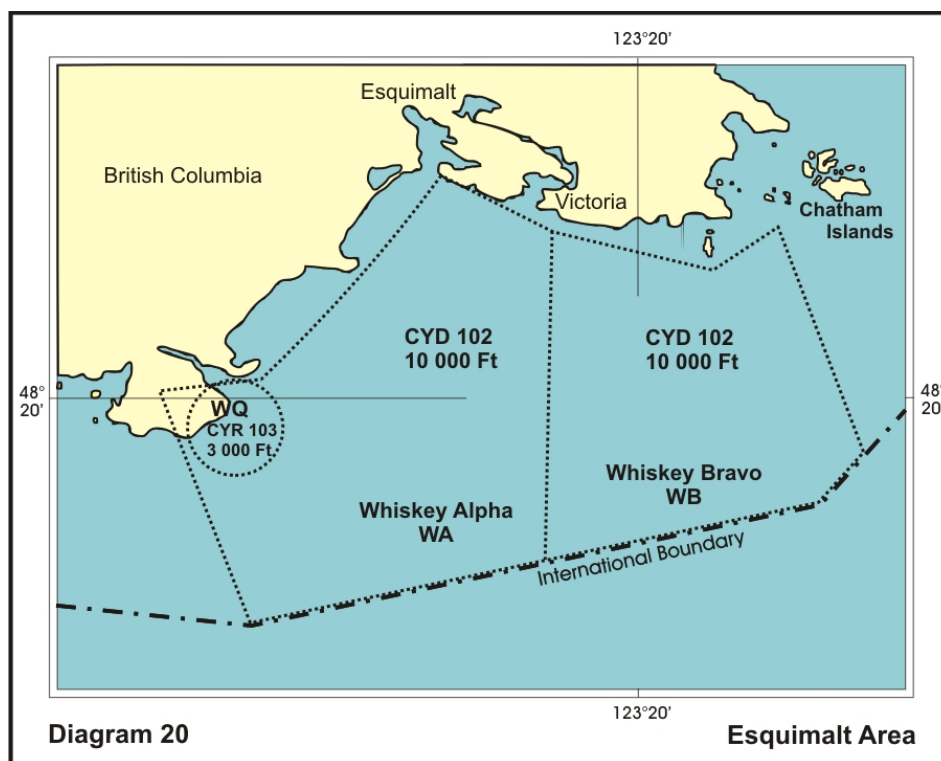 123°20'
Esquimalt
British Columbia
Victoria
Chatham
Islands
CYD 102
10 000 Ft
CYD 102
10 000 Ft
48°
20'
48°
20'
WQ
CYR 103
3 000 Ft.
Whiskey Bravo
WB
Whiskey Alpha
WA
International Boundary
123°20'
Diagram 20
Esquimalt Area